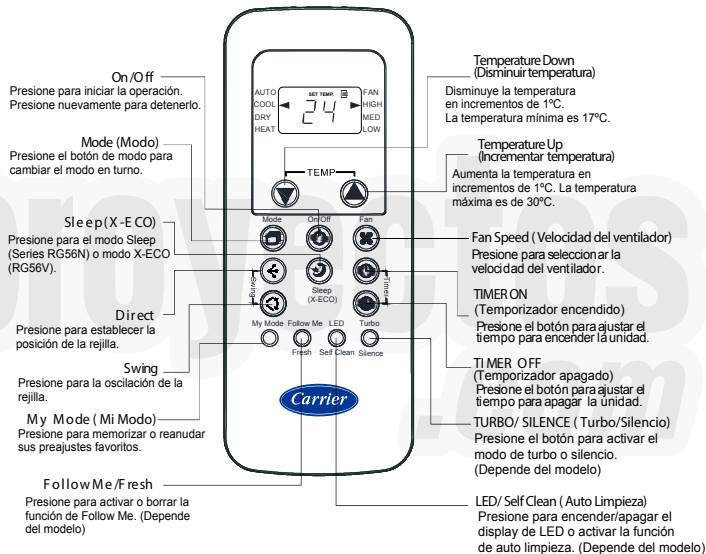 On/Off
Presione para iniciar la operación.
Presione nuevamente para detenerlo.
Mode (Modo)
Presione el botón de modo para
cambiar el modo en turno.
Sleep(X-ECO)
Presione para el modo Sleep
(Series RG56N) o modo X-ECO
(RG56V).
Direct
Presione para establecer la
posición de la rejilla.
Swing
Presione para la oscilación de la
rejilla.
My Mode (Mi Modo)
Presione para memorizar o reanudar
sus preajustes favoritos.
Follow Me /Fresh
Presione para activar o borrar la
función de Follow Me. (Depende
del modelo)
AUTO
COOL
DRY
HEAT
SET TEMP.
24
FAN
HIGH
MED
LOW
TEMP
Mode
On/Off
Fan
Swing
Sleep
(X-ECO)
Timer
My Mode
Follow Me
LED
Turbo
Fresh
Self Clean
Silence
Carrier
Temperature Down
(Disminuir temperatura)
Disminuye la temperatura
en incrementos de 1ºC.
La temperatura mínima es 17ºC.
Temperature Up
(Incrementar temperatura)
Aumenta la temperatura en
incrementos de 1ºC. La temperatura
máxima es de 30ºC.
Fan Speed ( Velocidad del ventilador)
Presione para seleccionar la
velocidad del ventilador.
TIMER ON
(Temporizador encendido)
Presione el botón para ajustar el
tiempo para encender la unidad.
TIMER OFF
(Temporizador apagado)
Presione el botón para ajustar el
tiempo para apagar la unidad.
TURBO/ SILENCE ( Turbo/Silencio)
Presione el botón para activar el
modo de turbo o silencio.
(Depende del modelo)
LED/ Self Clean ( Auto Limpieza)
Presione para encender/apagar el
display de LED o activar la función
de auto limpieza. (Depende del modelo)
proyectos
.com